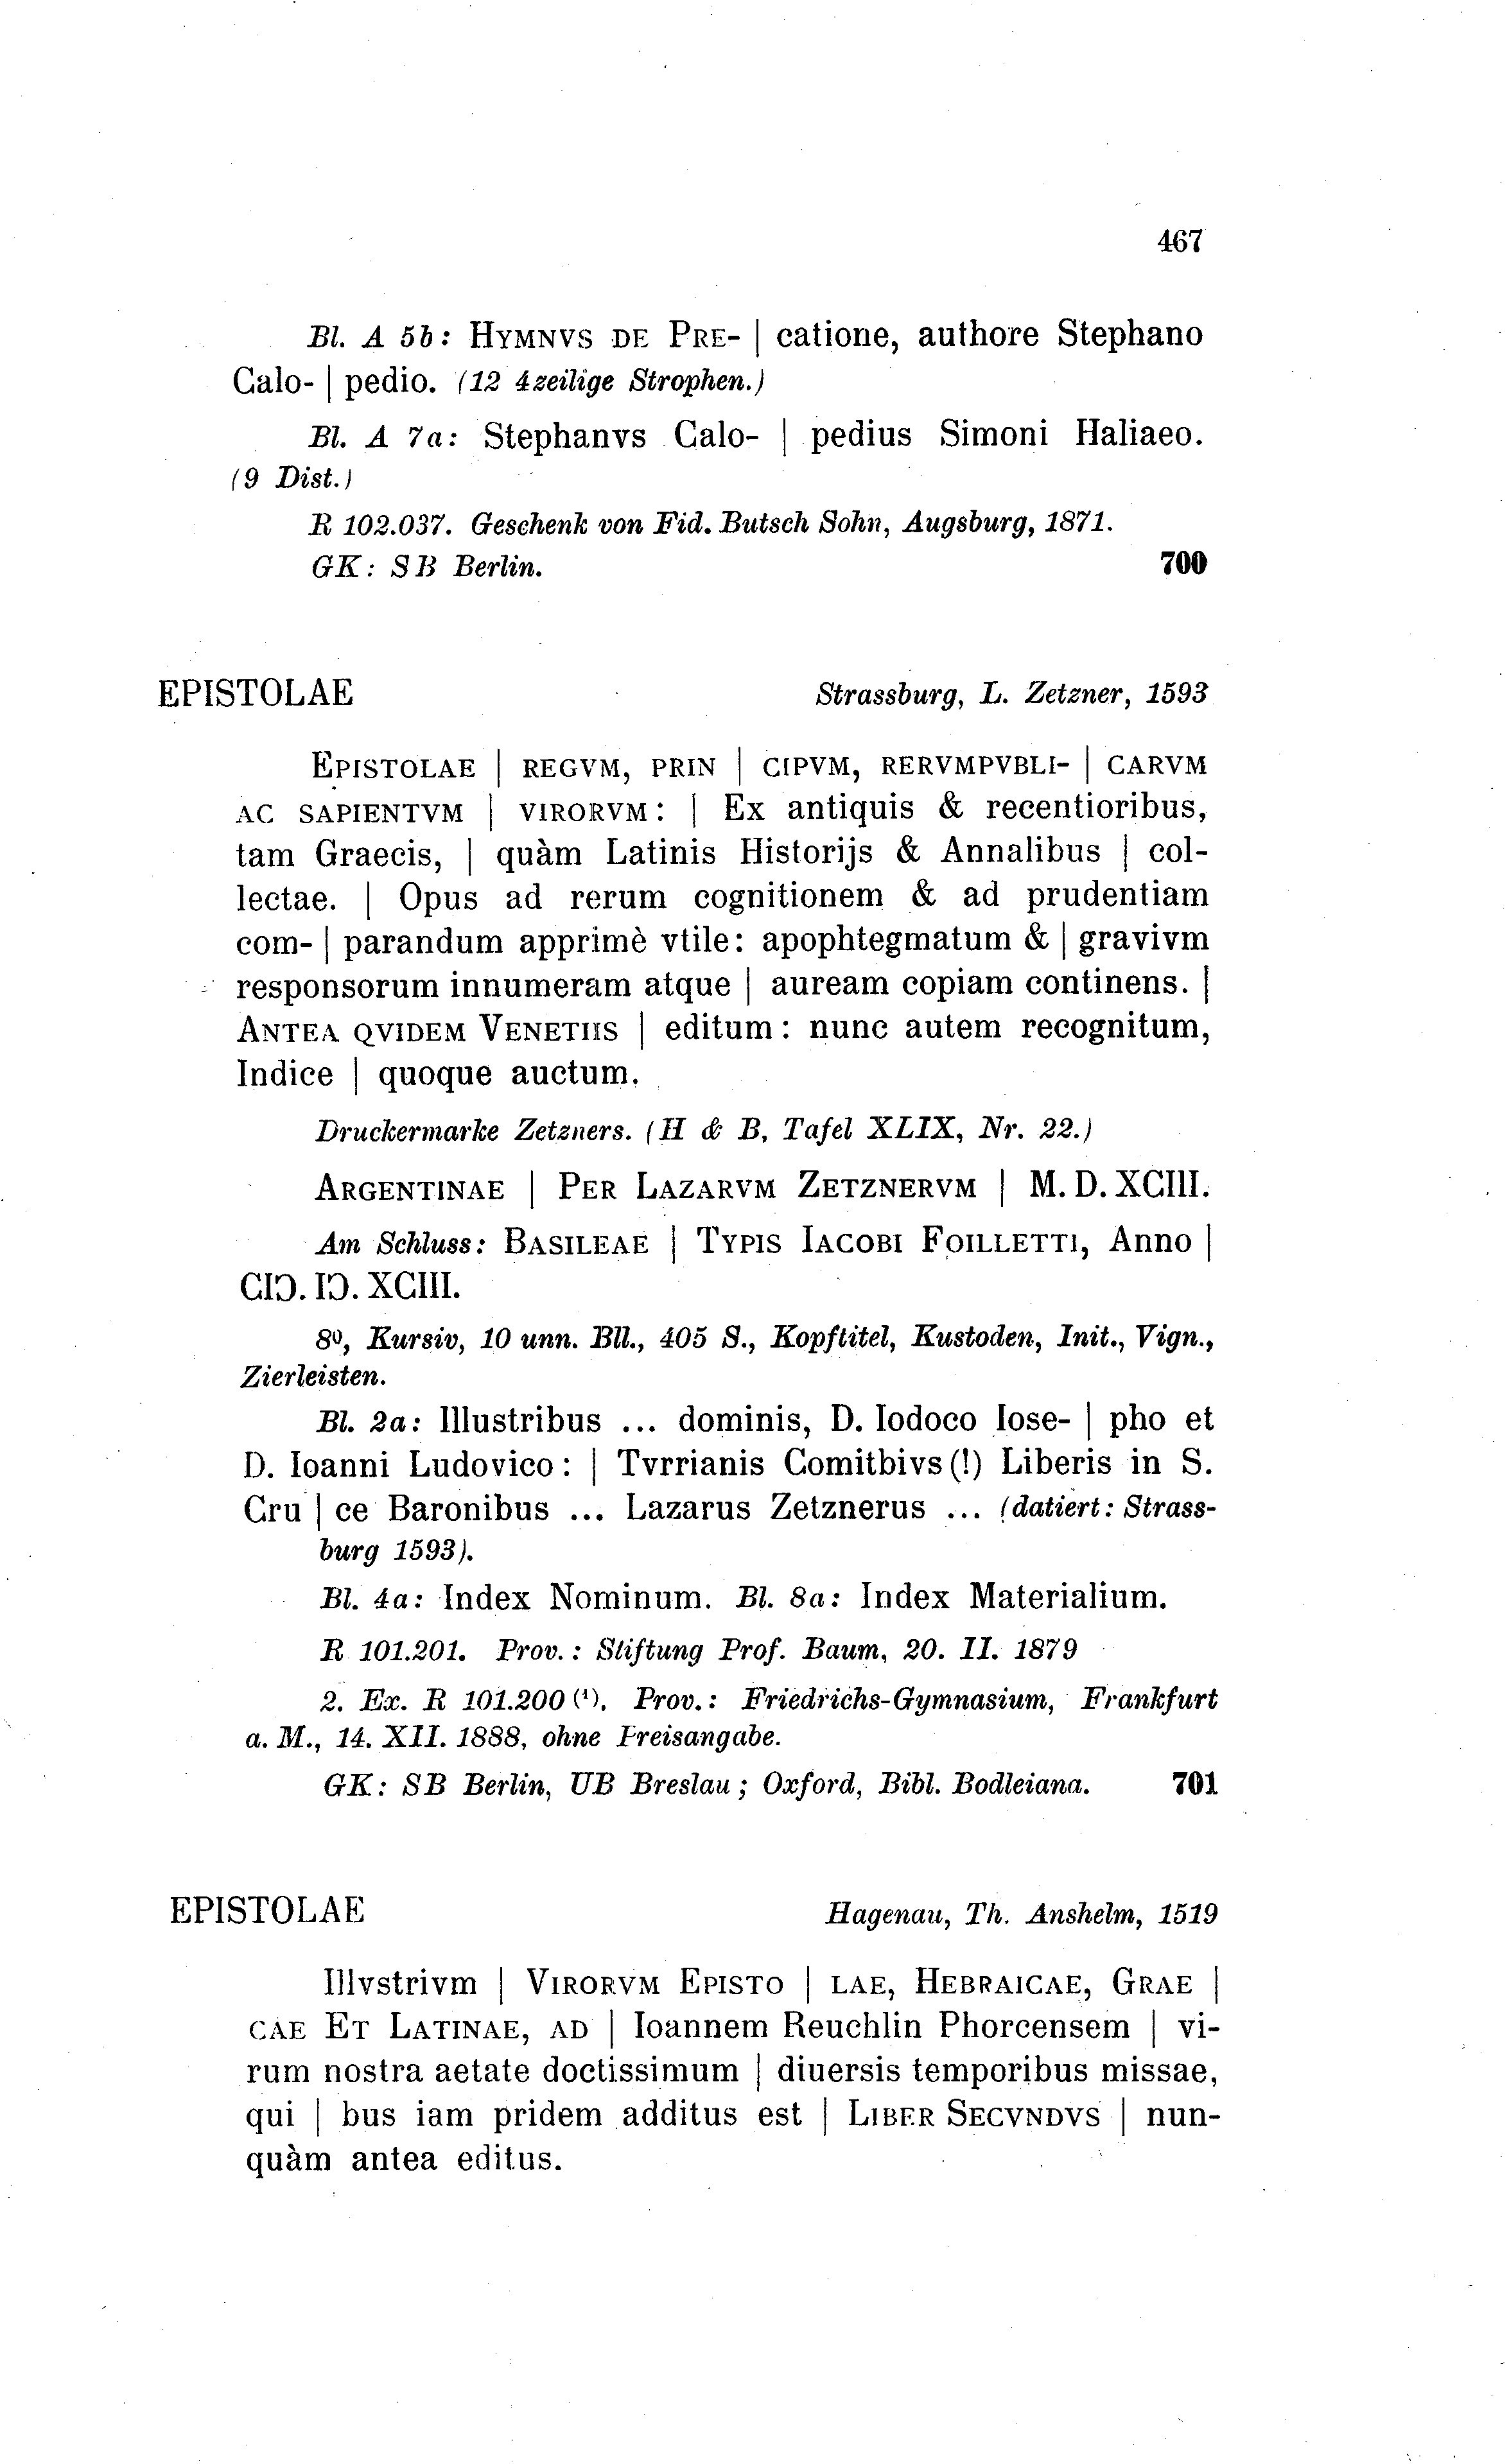 467
Bl. A 5b: HYMNVS DE PRE- | catione, authore Stephano
Calo- | pedio. (12 4zeilige Strophen.)
Bl. A 7a: Stephanvs Calo- | pedius Simoni Haliaeo.
(9 Dist.)
R 102.037. Geschenk von Fid. Butsch Sohn, Augsburg, 1871.
GK: SB Berlin. 700
EPISTOLAE Strassburg, L. Zetzner, 1593
EPISTOLAE | REGVM, PRIN | CIPVM, RERVMPVBLI- | CARVM
AC SAPIENTVM | VIRORVM: | Ex antiquis & recentioribus,
tam Graecis, | quàm Latinis Historijs & Annalibus | col-
lectae. | Opus ad rerum cognitionem & ad prudentiam
com- | parandum apprimè vtile: apophtegmatum & | gravivm
responsorum innumeram atque | auream copiam continens. |
ANTEA QVIDEM VENETIIS | editum: nunc autem recognitum,
Indice | quoque auctum.
Druckermarke Zetzners. (H & B, Tafel XLIX, Nr. 22.)
ARGENTINAE | PER LAZARVM ZETZNERVM | M. D. XCIII.
Am Schluss: BASILEAE | TYPIS IACOBI FOILLETTI, Anno |
CIↃ. IↃ. XCIII.
8⁰, Kursiv, 10 unn. Bll., 405 S., Kopftitel, Kustoden, Init., Vign.,
Zierleisten.
Bl. 2a: Illustribus ... dominis, D. Iodoco Iose- | pho et
D. Ioanni Ludovico: | Tvrrianis Comitbivs (!) Liberis in S.
Cru | ce Baronibus ... Lazarus Zetznerus ... (datiert: Strass-
burg 1593).
Bl. 4a: Index Nominum. Bl. 8a: Index Materialium.
R 101.201. Prov.: Stiftung Prof. Baum, 20. II. 1879
2. Ex. R 101.200 (¹). Prov.: Friedrichs-Gymnasium, Frankfurt
a. M., 14. XII. 1888, ohne Preisangabe.
GK: SB Berlin, UB Breslau; Oxford, Bibl. Bodleiana. 701
EPISTOLAE Hagenau, Th. Anshelm, 1519
Illvstrivm | VIRORVM EPISTO | LAE, HEBRAICAE, GRAE |
CAE ET LATINAE, AD | Ioannem Reuchlin Phorcensem | vi-
rum nostra aetate doctissimum | diuersis temporibus missae,
qui | bus iam pridem additus est | LIBER SECVNDVS | nun-
quàm antea editus.